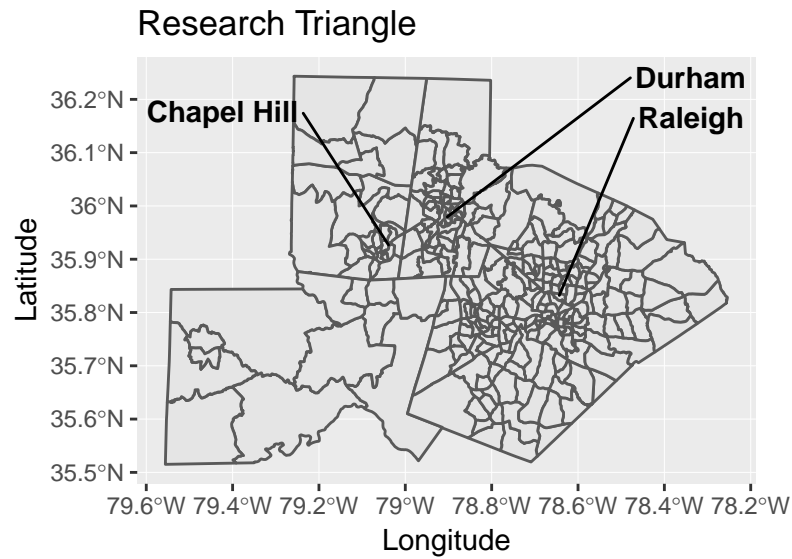 Research Triangle
Durham
Chapel Hill
Raleigh
36.2°N
36.1°N
36°N
35.9°N
35.8°N
35.7°N
35.6°N
35.5°N
Latitude
79.6°W 79.4°W 79.2°W 79°W 78.8°W 78.6°W 78.4°W 78.2°W
Longitude